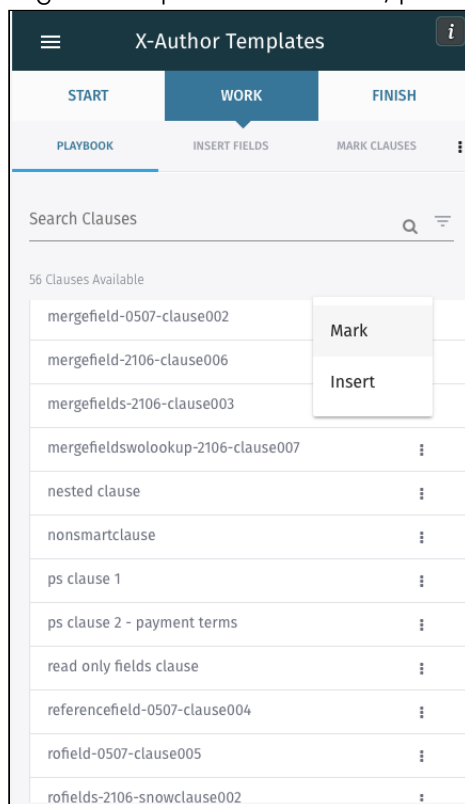 X-Author Templates
i
START WORK FINISH
PLAYBOOK INSERT FIELDS MARK CLAUSES
Search Clauses
56 Clauses Available
mergefield-0507-clause002
Mark
mergefield-2106-clause006
Insert
mergefields-2106-clause003
mergefieldswolookup-2106-clause007
nested clause
nonsmartclause
ps clause 1
ps clause 2 - payment terms
read only fields clause
referencefield-0507-clause004
rofield-0507-clause005
rofields-2106-snowclause002